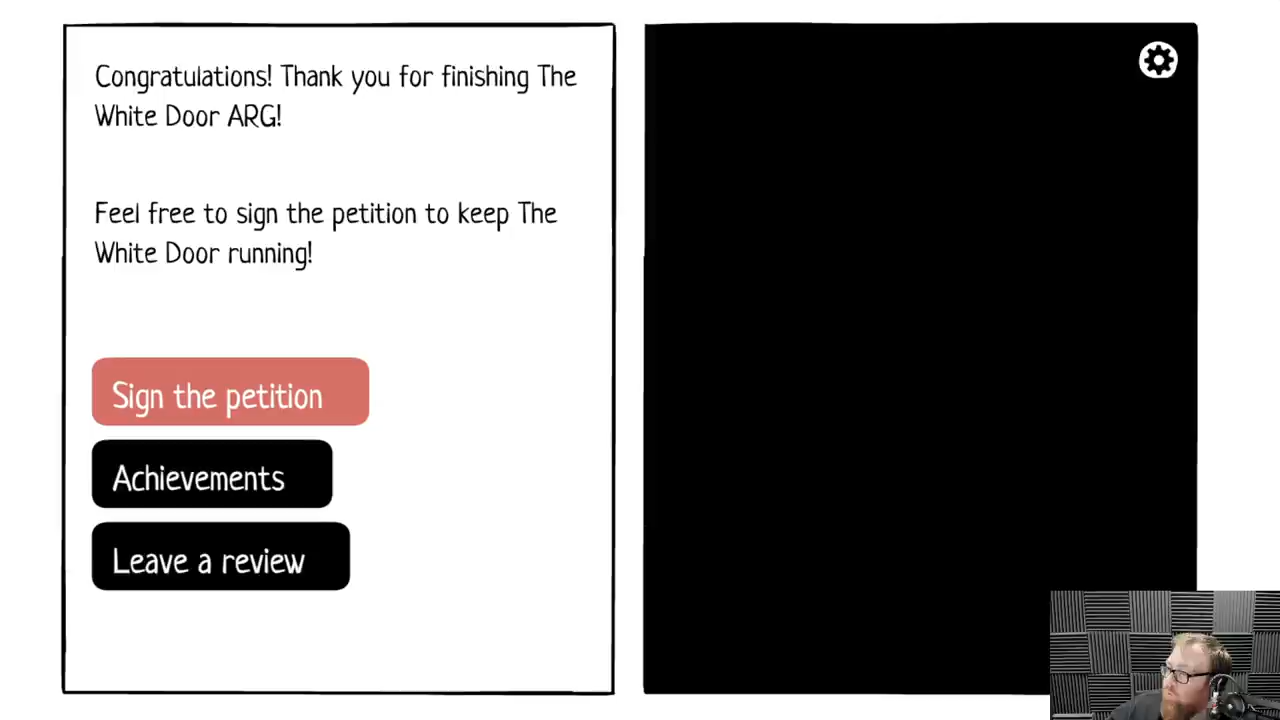 Congratulations! Thank you for finishing The
White Door ARG!
Feel free to sign the petition to keep The
White Door running!
Sign the petition
Achievements
Leave a review